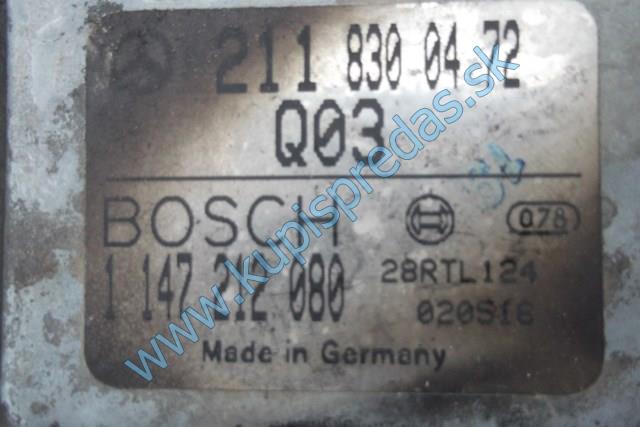 211 830 04 72
Q03
BOSCH
078
1 147 212 080
28RTL124
020S16
Made in Germany
www.kupispredas.sk